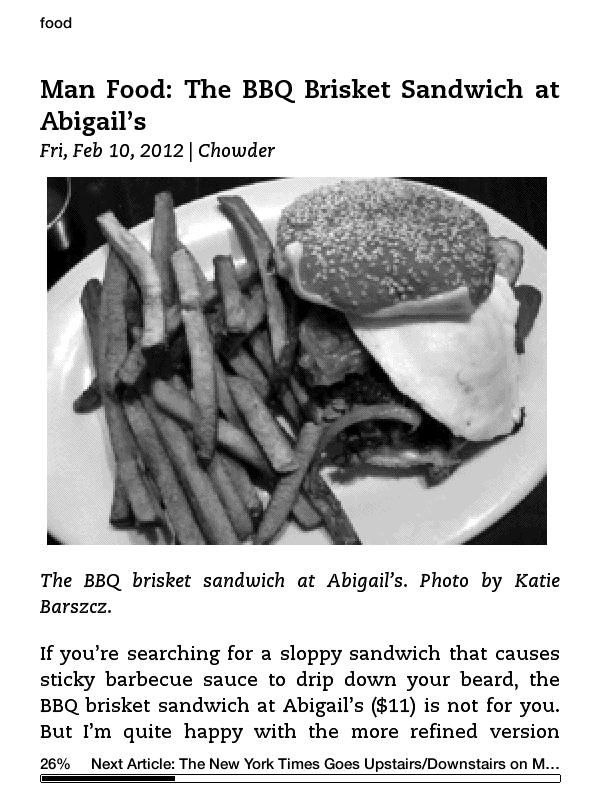 food
Man Food: The BBQ Brisket Sandwich at
Abigail's
Fri, Feb 10, 2012 | Chowder
The BBQ brisket sandwich at Abigail's. Photo by Katie
Barszcz.
If you're searching for a sloppy sandwich that causes
sticky barbecue sauce to drip down your beard, the
BBQ brisket sandwich at Abigail's ($11) is not for you.
But I'm quite happy with the more refined version
26% Next Article: The New York Times Goes Upstairs/Downstairs on M…